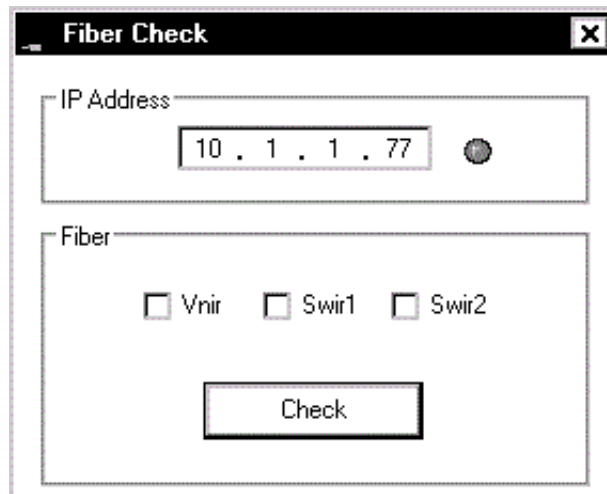 Fiber Check
IP Address
10 . 1 . 1 . 77
Fiber
Vnir Swir1 Swir2
Check